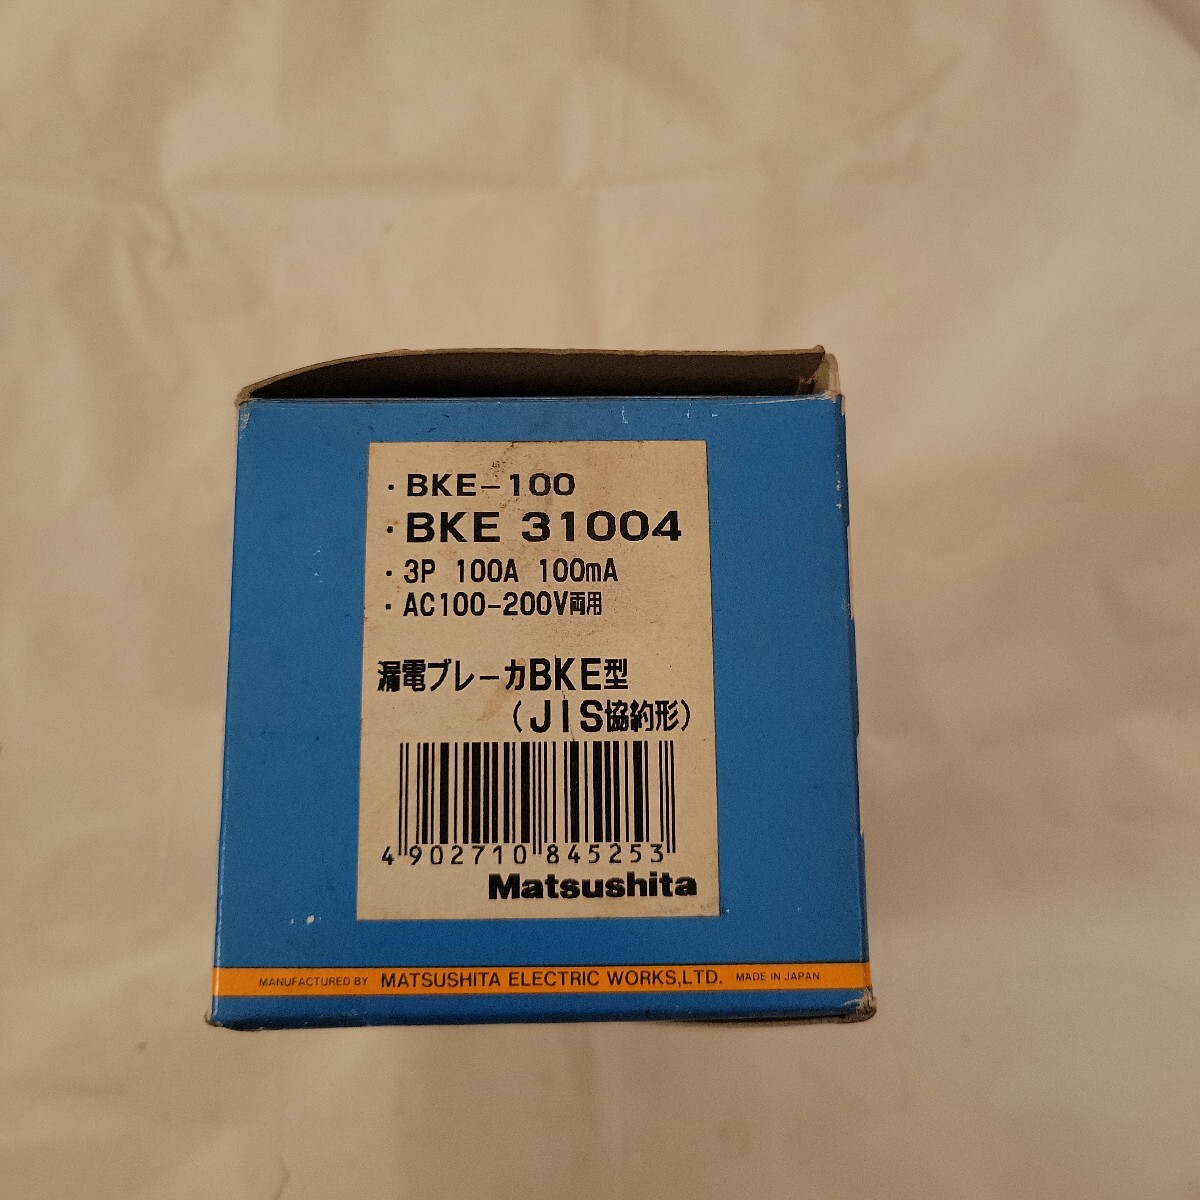 ・BKE-100
・BKE 31004
・3P 100A 100mA
・AC100-200V両用
漏電ブレーカBKE型
(JIS協約形)
4 902710 845253
Matsushita
MANUFACTURED BY MATSUSHITA ELECTRIC WORKS,LTD. MADE IN JAPAN